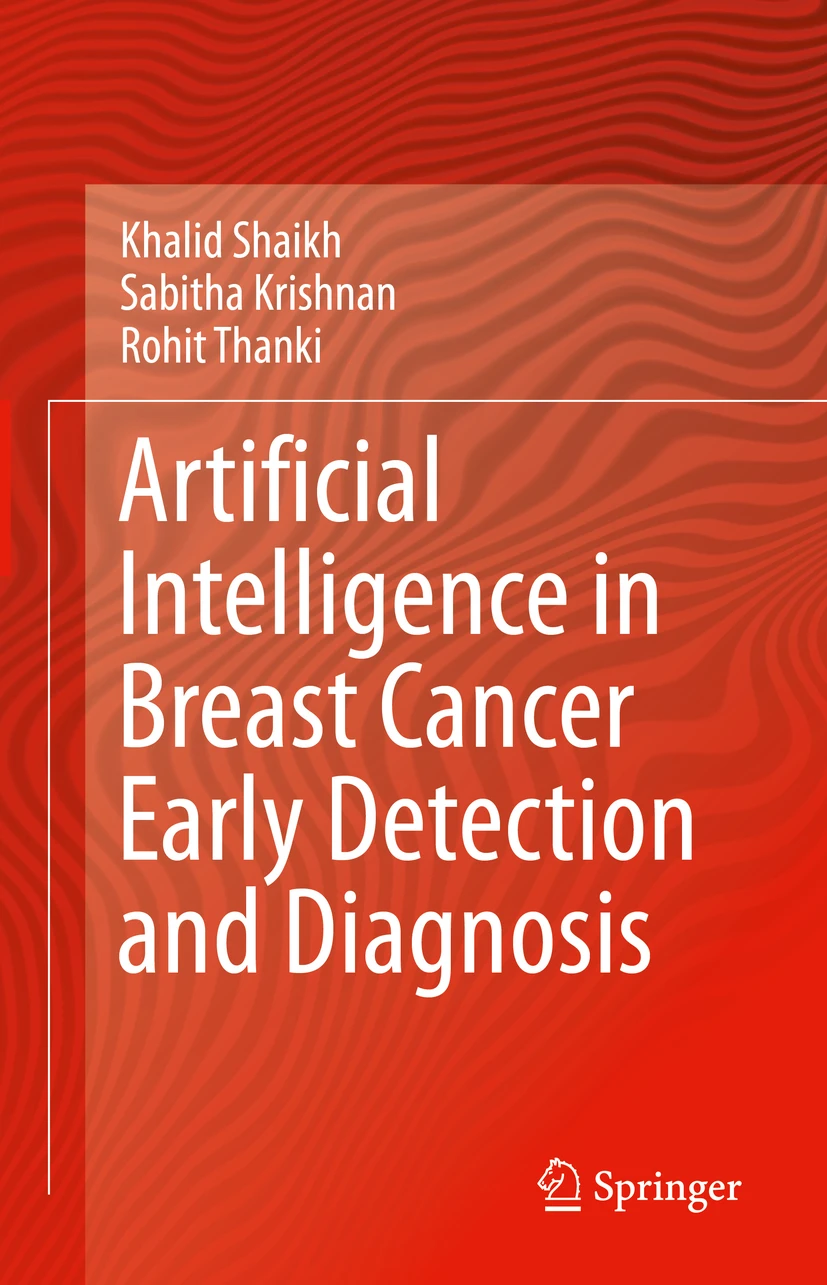 Khalid Shaikh
Sabitha Krishnan
Rohit Thanki
Artificial
Intelligence in
Breast Cancer
Early Detection
and Diagnosis
Springer